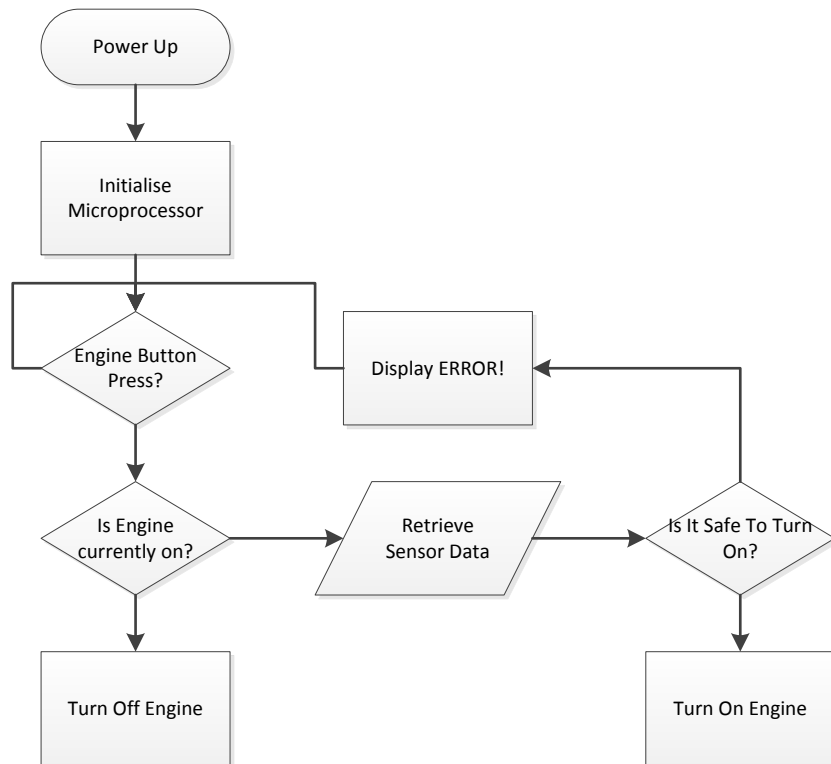 Power Up
Initialise
Microprocessor
Engine Button
Press?
Display ERROR!
Is Engine
currently on?
Retrieve
Sensor Data
Is It Safe To Turn
On?
Turn Off Engine
Turn On Engine